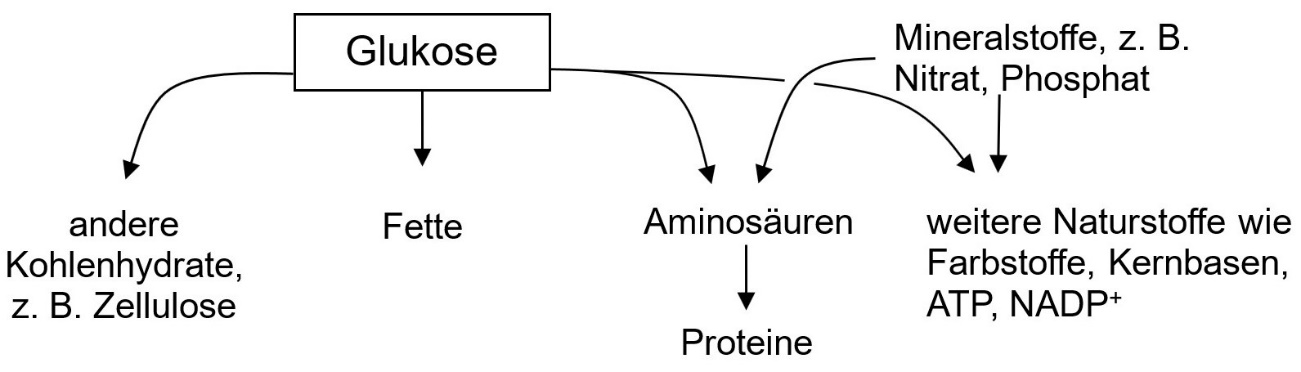 Glukose
Mineralstoffe, z. B.
Nitrat, Phosphat
andere
Kohlenhydrate,
z. B. Zellulose
Fette
Aminosäuren
Proteine
weitere Naturstoffe wie
Farbstoffe, Kernbasen,
ATP, NADP⁺